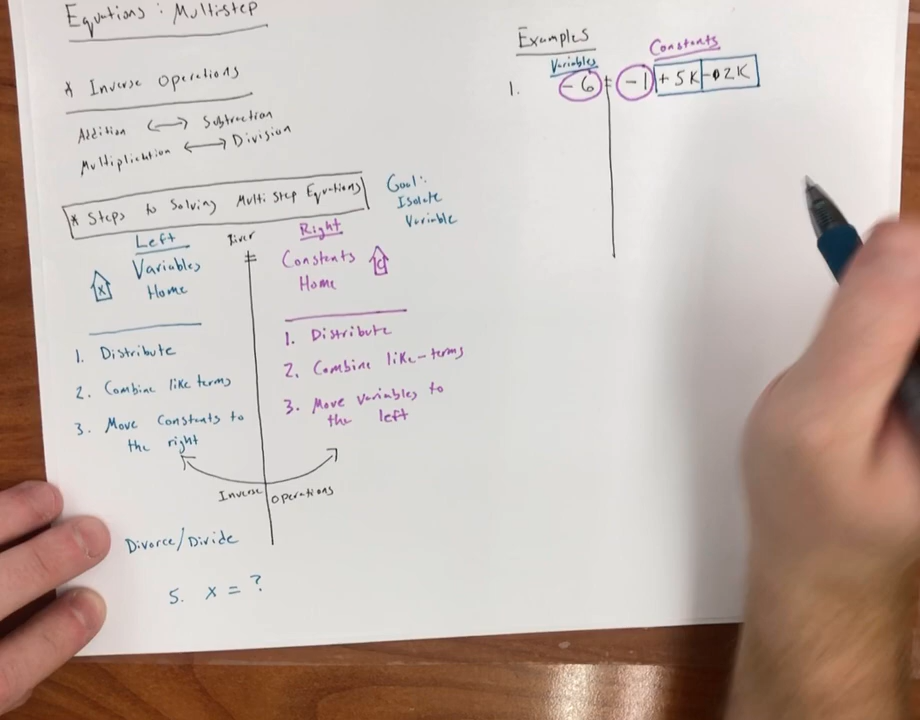 Equations: Multistep
* Inverse Operations
Addition ↔ Subtraction
Multiplication ↔ Division
* Steps to Solving Multi Step Equations
Goal:
Isolate
Variable
Left
Variables
Home
x
1. Distribute
2. Combine like terms
3. Move Constants to
the right
River
=
Right
Constants
Home
C
1. Distribute
2. Combine like-terms
3. Move Variables to
the left
Inverse Operations
Divorce/Divide
5. x = ?
Examples
Variables Constants
1. -6 = -1 + 5K - 2K